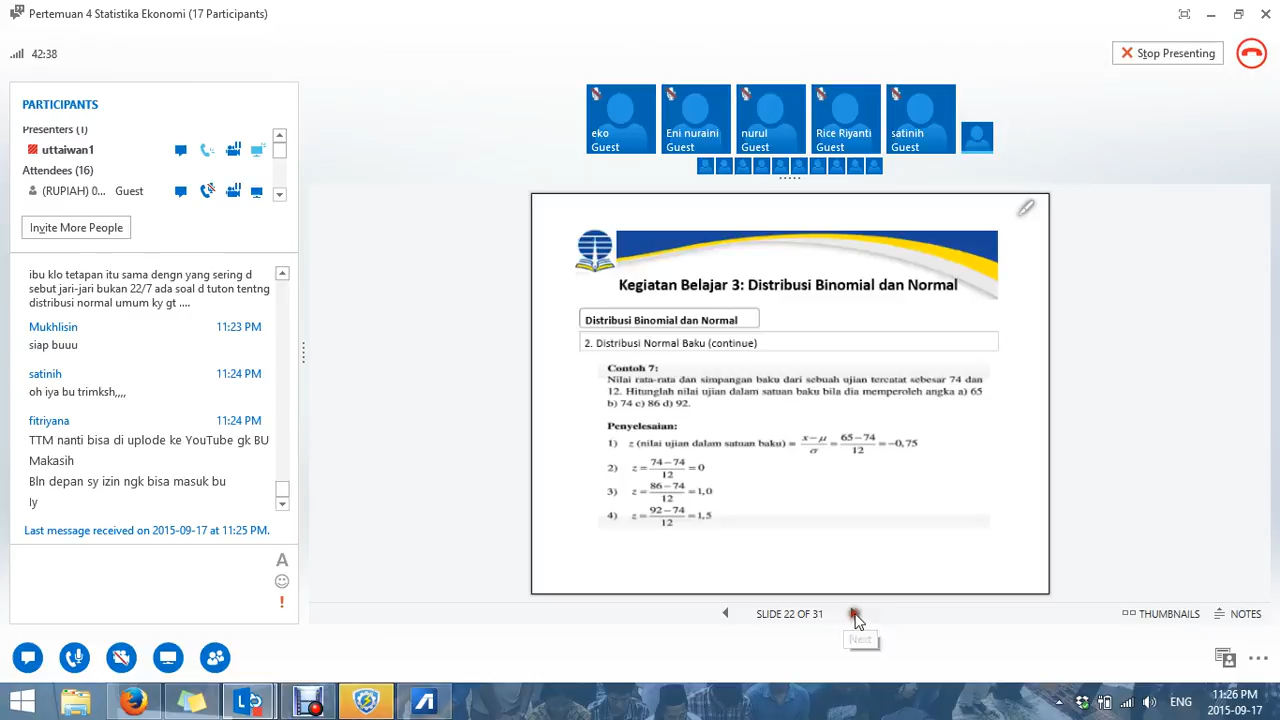 Pertemuan 4 Statistika Ekonomi (17 Participants)
42:38
Stop Presenting
PARTICIPANTS
Presenters (1)
uttaiwan1
Attendees (16)
(RUPIAH) 0... Guest
Invite More People
ibu klo tetapan itu sama dengn yang sering d
sebut jari-jari bukan 22/7 ada soal d tuton tentng
distribusi normal umum ky gt ....
Mukhlisin 11:23 PM
siap buuu
satinih 11:24 PM
oh iya bu trimksh,,,,
fitriyana 11:24 PM
TTM nanti bisa di uplode ke YouTube gk BU
Makasih
Bln depan sy izin ngk bisa masuk bu
ly
Last message received on 2015-09-17 at 11:25 PM.
A
!
eko
Guest
Eni nuraini
Guest
nurul
Guest
Rice Riyanti
Guest
satinih
Guest
Kegiatan Belajar 3: Distribusi Binomial dan Normal
Distribusi Binomial dan Normal
2. Distribusi Normal Baku (continue)
Contoh 7:
Nilai rata-rata dan simpangan baku dari sebuah ujian tercatat sebesar 74 dan
12. Hitunglah nilai ujian dalam satuan baku bila dia memperoleh angka a) 65
b) 74 c) 86 d) 92.
Penyelesaian:
1) z (nilai ujian dalam satuan baku) = x−μ/σ = 65−74/12 = −0,75
2) z = 74−74/12 = 0
3) z = 86−74/12 = 1,0
4) z = 92−74/12 = 1,5
SLIDE 22 OF 31
Next
THUMBNAILS
NOTES
ENG
11:26 PM
2015-09-17